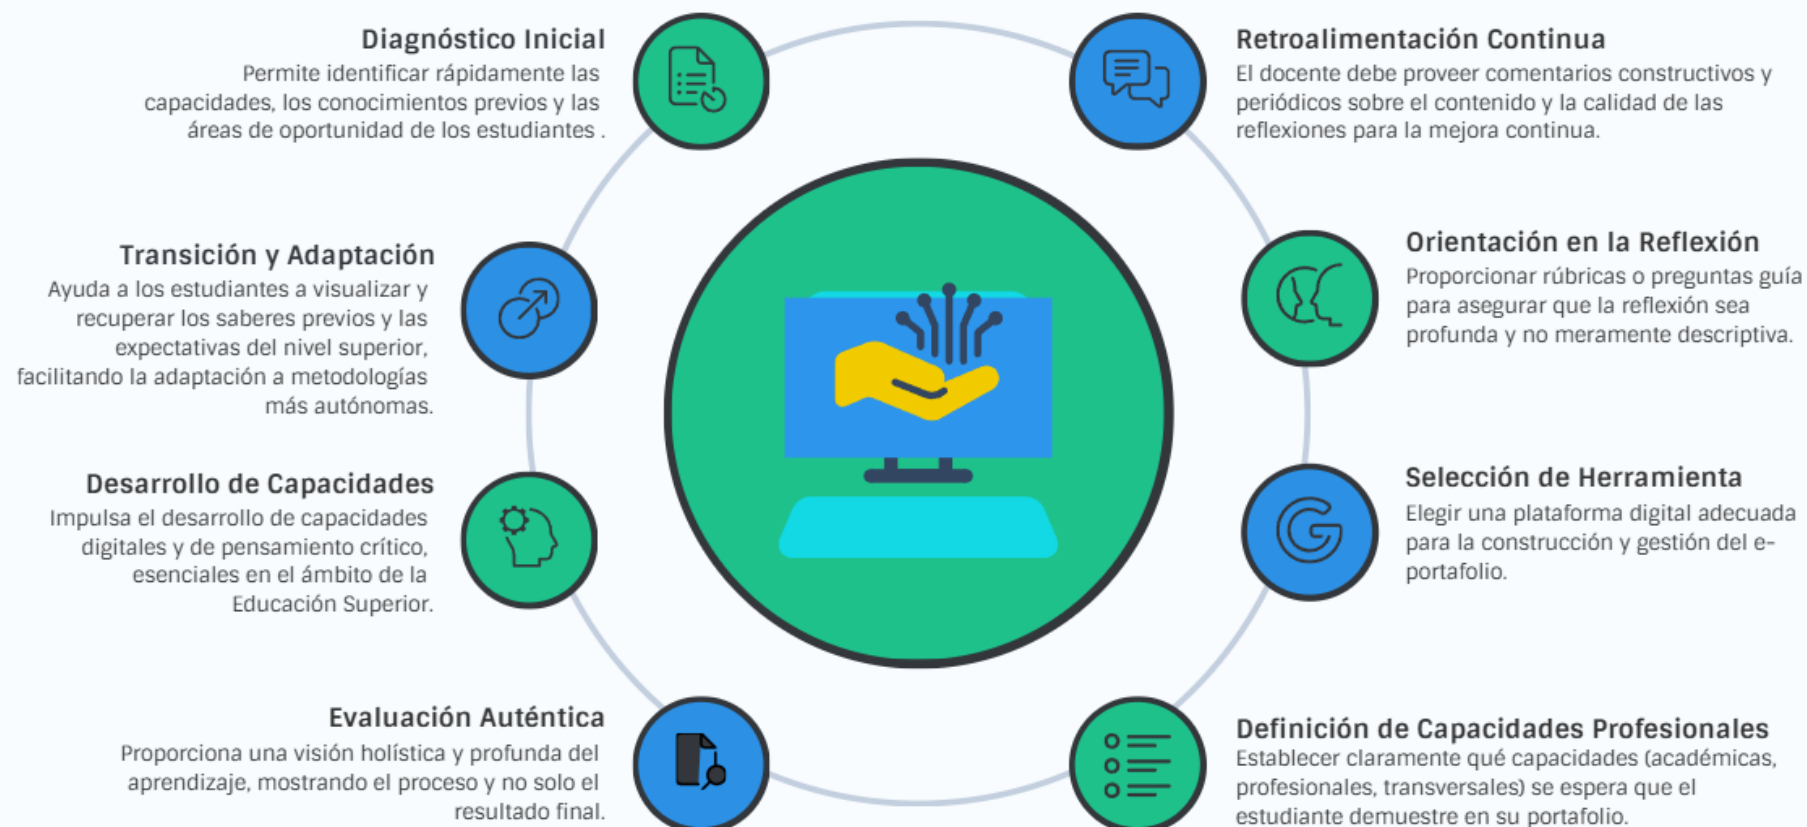 Diagnóstico Inicial
Permite identificar rápidamente las
capacidades, los conocimientos previos y las
áreas de oportunidad de los estudiantes .
Transición y Adaptación
Ayuda a los estudiantes a visualizar y
recuperar los saberes previos y las
expectativas del nivel superior,
facilitando la adaptación a metodologías
más autónomas.
Desarrollo de Capacidades
Impulsa el desarrollo de capacidades
digitales y de pensamiento crítico,
esenciales en el ámbito de la
Educación Superior.
Evaluación Auténtica
Proporciona una visión holística y profunda del
aprendizaje, mostrando el proceso y no solo el
resultado final.
Retroalimentación Continua
El docente debe proveer comentarios constructivos y
periódicos sobre el contenido y la calidad de las
reflexiones para la mejora continua.
Orientación en la Reflexión
Proporcionar rúbricas o preguntas guía
para asegurar que la reflexión sea
profunda y no meramente descriptiva.
Selección de Herramienta
Elegir una plataforma digital adecuada
para la construcción y gestión del e-
portafolio.
Definición de Capacidades Profesionales
Establecer claramente qué capacidades (académicas,
profesionales, transversales) se espera que el
estudiante demuestre en su portafolio.